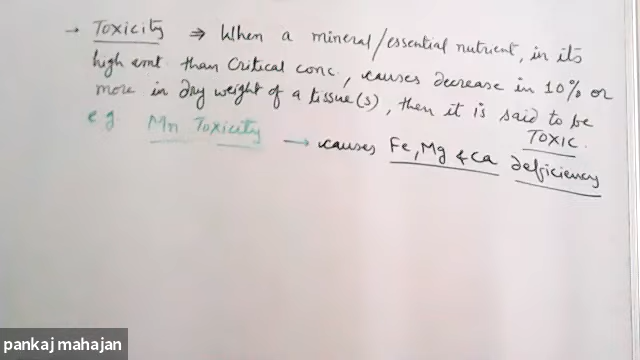 → Toxicity ⇒ When a mineral/essential nutrient, in its
high amt than Critical conc., causes decrease in 10% or
more in dry weight of a tissue(s), then it is said to be
TOXIC.
eg. Mn Toxicity → causes Fe, Mg & Ca deficiency
pankaj mahajan